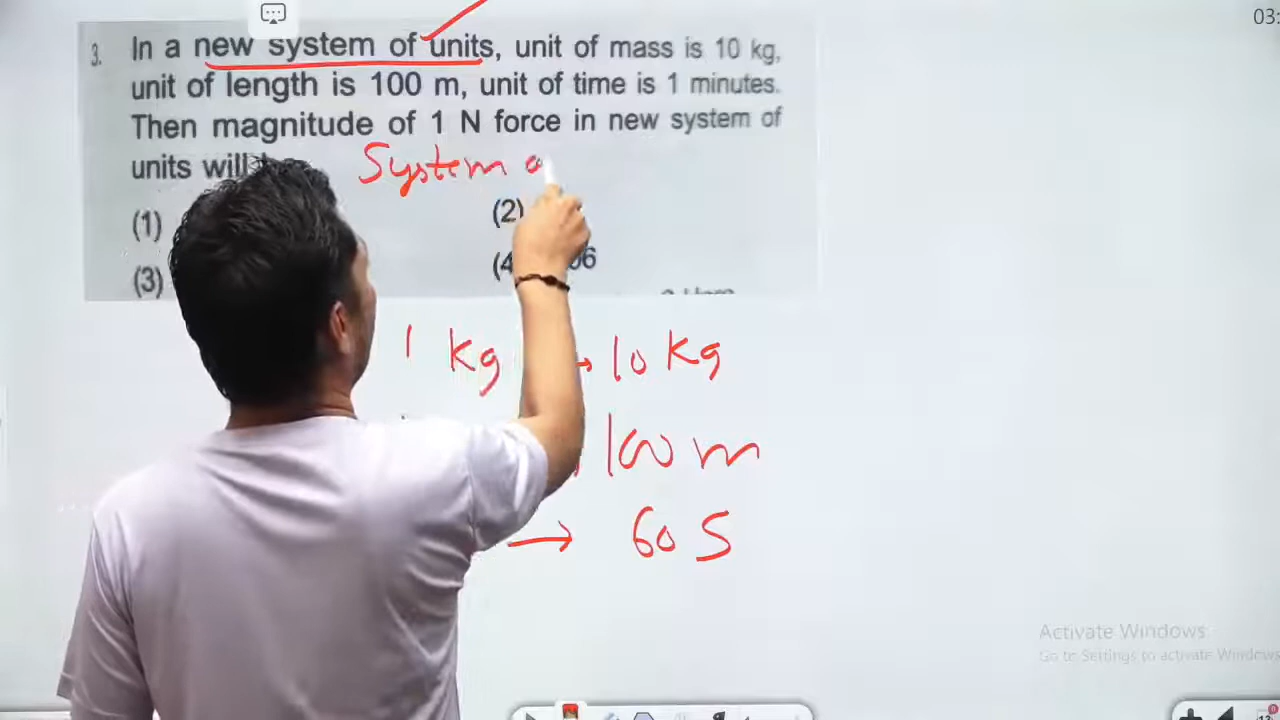 03:
3. In a new system of units, unit of mass is 10 kg,
unit of length is 100 m, unit of time is 1 minutes.
Then magnitude of 1 N force in new system of
units will
System
(1)
(2)
(3)
1 kg → 10 kg
100 m
→ 60 S
Activate Windows
Go to Settings to activate Windows